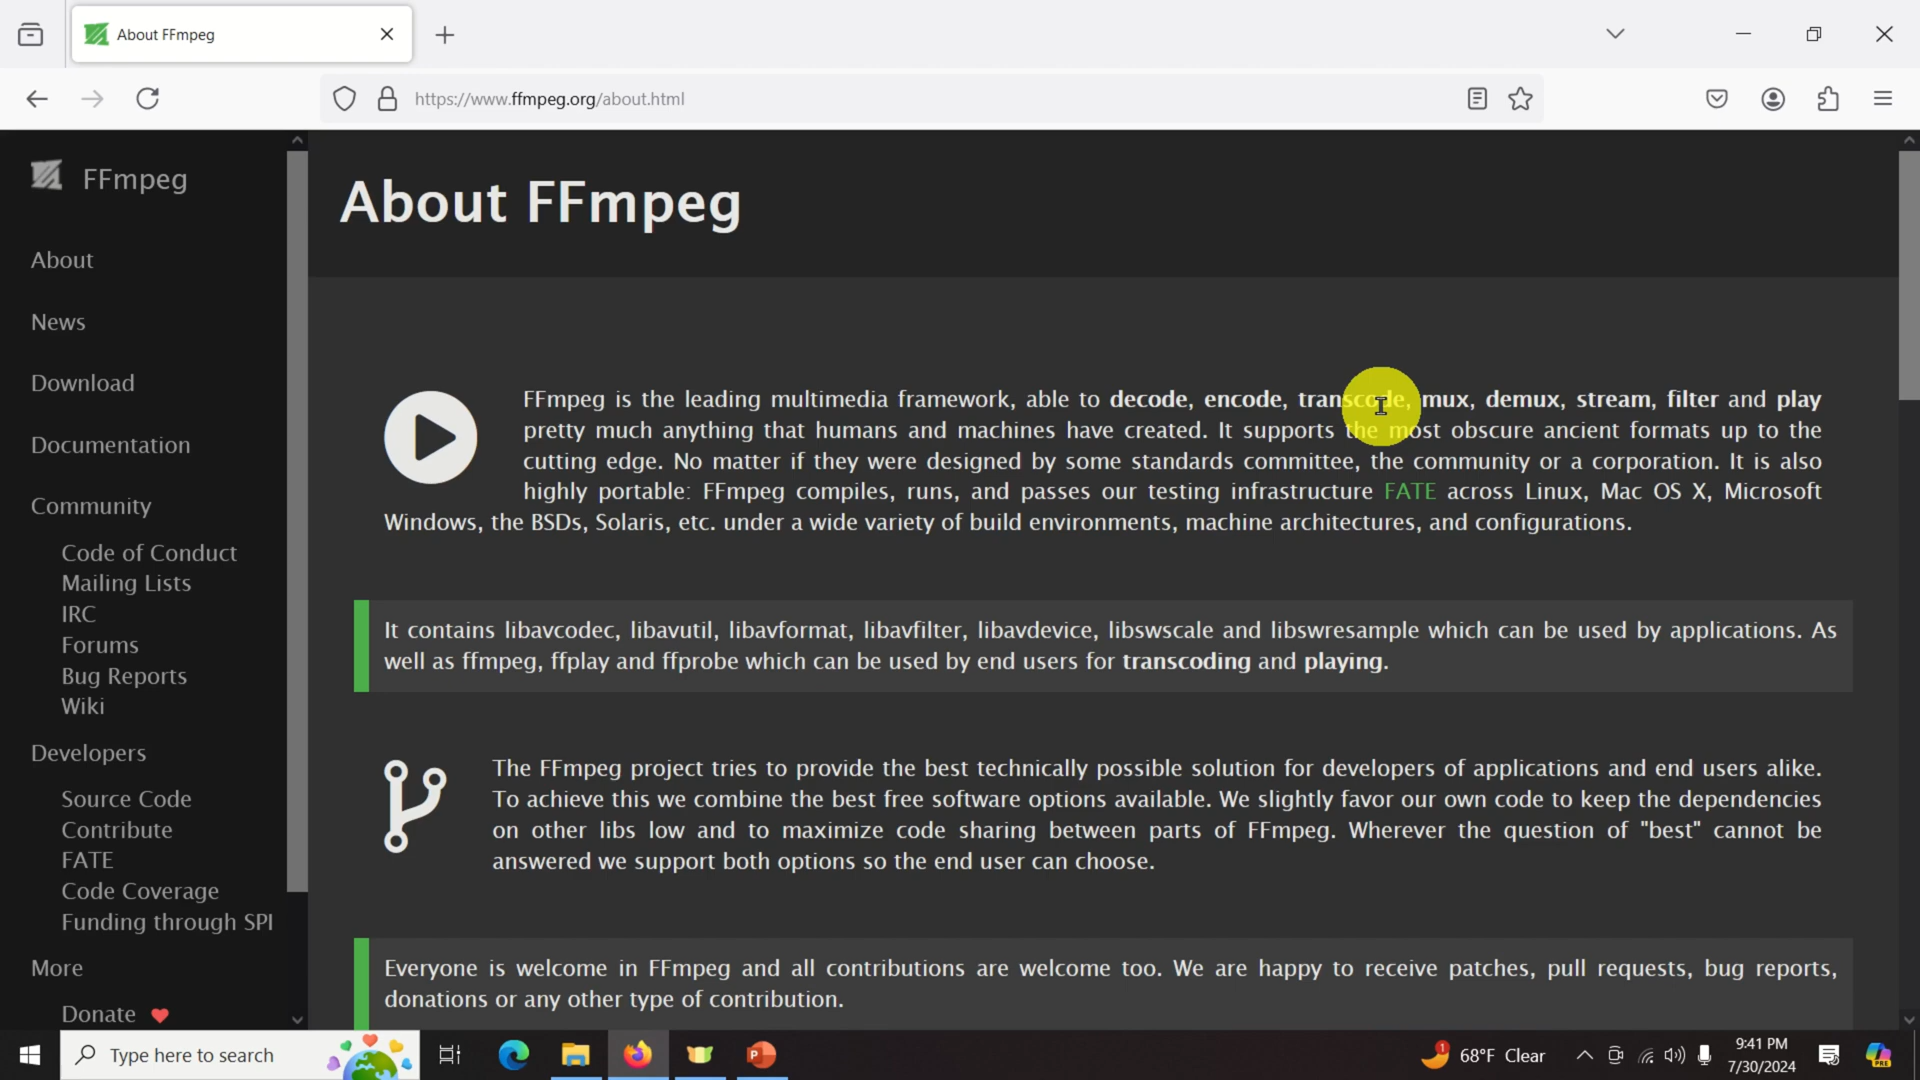 About FFmpeg
https://www.ffmpeg.org/about.html
FFmpeg
About
News
Download
Documentation
Community
Code of Conduct
Mailing Lists
IRC
Forums
Bug Reports
Wiki
Developers
Source Code
Contribute
FATE
Code Coverage
Funding through SPI
More
Donate
About FFmpeg
FFmpeg is the leading multimedia framework, able to decode, encode, transcode, mux, demux, stream, filter and play
pretty much anything that humans and machines have created. It supports the most obscure ancient formats up to the
cutting edge. No matter if they were designed by some standards committee, the community or a corporation. It is also
highly portable: FFmpeg compiles, runs, and passes our testing infrastructure FATE across Linux, Mac OS X, Microsoft
Windows, the BSDs, Solaris, etc. under a wide variety of build environments, machine architectures, and configurations.
It contains libavcodec, libavutil, libavformat, libavfilter, libavdevice, libswscale and libswresample which can be used by applications. As
well as ffmpeg, ffplay and ffprobe which can be used by end users for transcoding and playing.
The FFmpeg project tries to provide the best technically possible solution for developers of applications and end users alike.
To achieve this we combine the best free software options available. We slightly favor our own code to keep the dependencies
on other libs low and to maximize code sharing between parts of FFmpeg. Wherever the question of "best" cannot be
answered we support both options so the end user can choose.
Everyone is welcome in FFmpeg and all contributions are welcome too. We are happy to receive patches, pull requests, bug reports,
donations or any other type of contribution.
Type here to search
P
1
68°F Clear
9:41 PM
7/30/2024
PRE